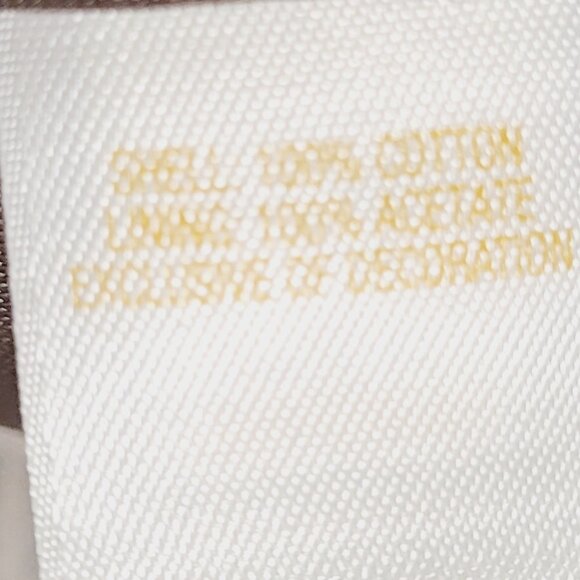 SHELL 100% COTTON
LINING 100% ACETATE
EXCLUSIVE OF DECORATION